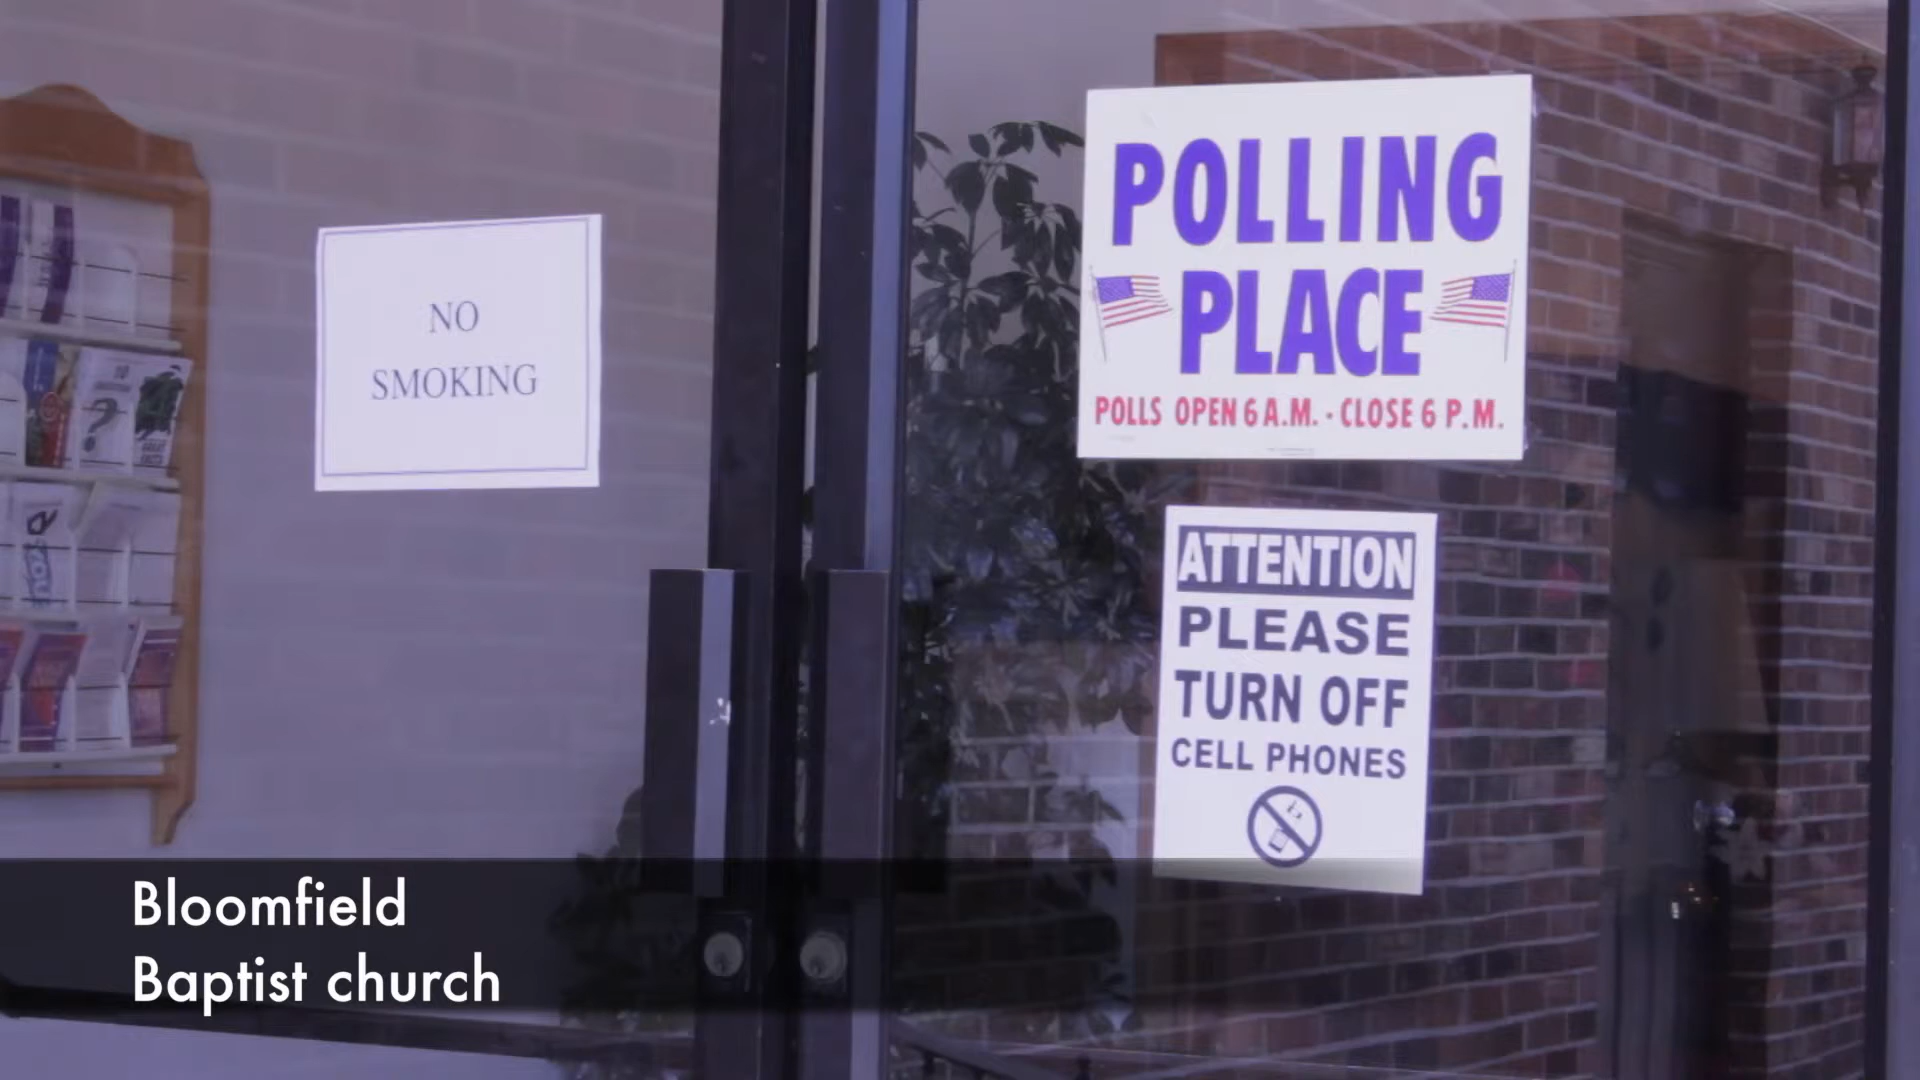 NO
SMOKING
POLLING
PLACE
POLLS OPEN 6 A.M. · CLOSE 6 P.M.
ATTENTION
PLEASE
TURN OFF
CELL PHONES
Bloomfield
Baptist church